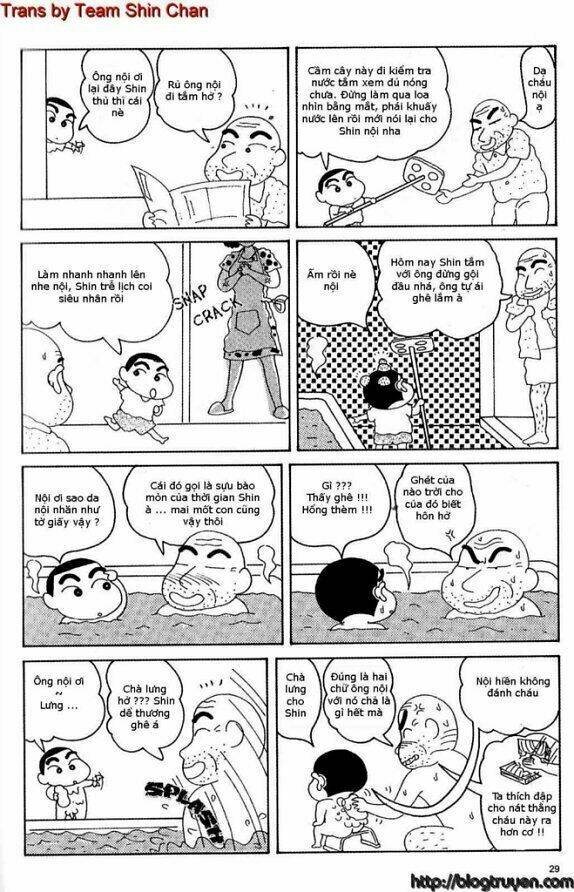 Trans by Team Shin Chan
Ông nội ơi
lại đây Shin
thủ thỉ cái
nè
Rủ ông nội
đi tắm hở ?
Cầm cây này đi kiểm tra
nước tắm xem đủ nóng
chưa. Đừng làm qua loa
nhìn bằng mắt, phải khuấy
nước lên rồi mới nói lại cho
Shin nội nha
Dạ
cháu
nội
ạ
Làm nhanh nhanh lên
nhe nội, Shin trễ lịch coi
siêu nhân rồi
SNAP
CRACK
Ấm rồi nè
nội
Hôm nay Shin tắm
với ông đừng gội
đầu nhá, ông tự ái
ghê lắm à
Nội ơi sao da
nội nhăn như
tờ giấy vậy ?
Cái đó gọi là sựu bào
mòn của thời gian Shin
à ... mai mốt con cũng
vậy thôi
Gì ???
Thấy ghê !!!
Hổng thèm !
Ghét của
nào trời cho
của đó biết
hôn hở
Ông nội ơi
~
Lưng ...
Chà lưng
hở ??? Shin
dể thương
ghê á
SPLASH
Chà
lưng
cho
Shin
Đúng là hai
chữ ông nội
với nó chả là
gì hết mà
Nội hiền không
đánh cháu
Ta thích đập
cho nát thằng
cháu này ra
hơn cơ !!
29
http://blogtruyen.com